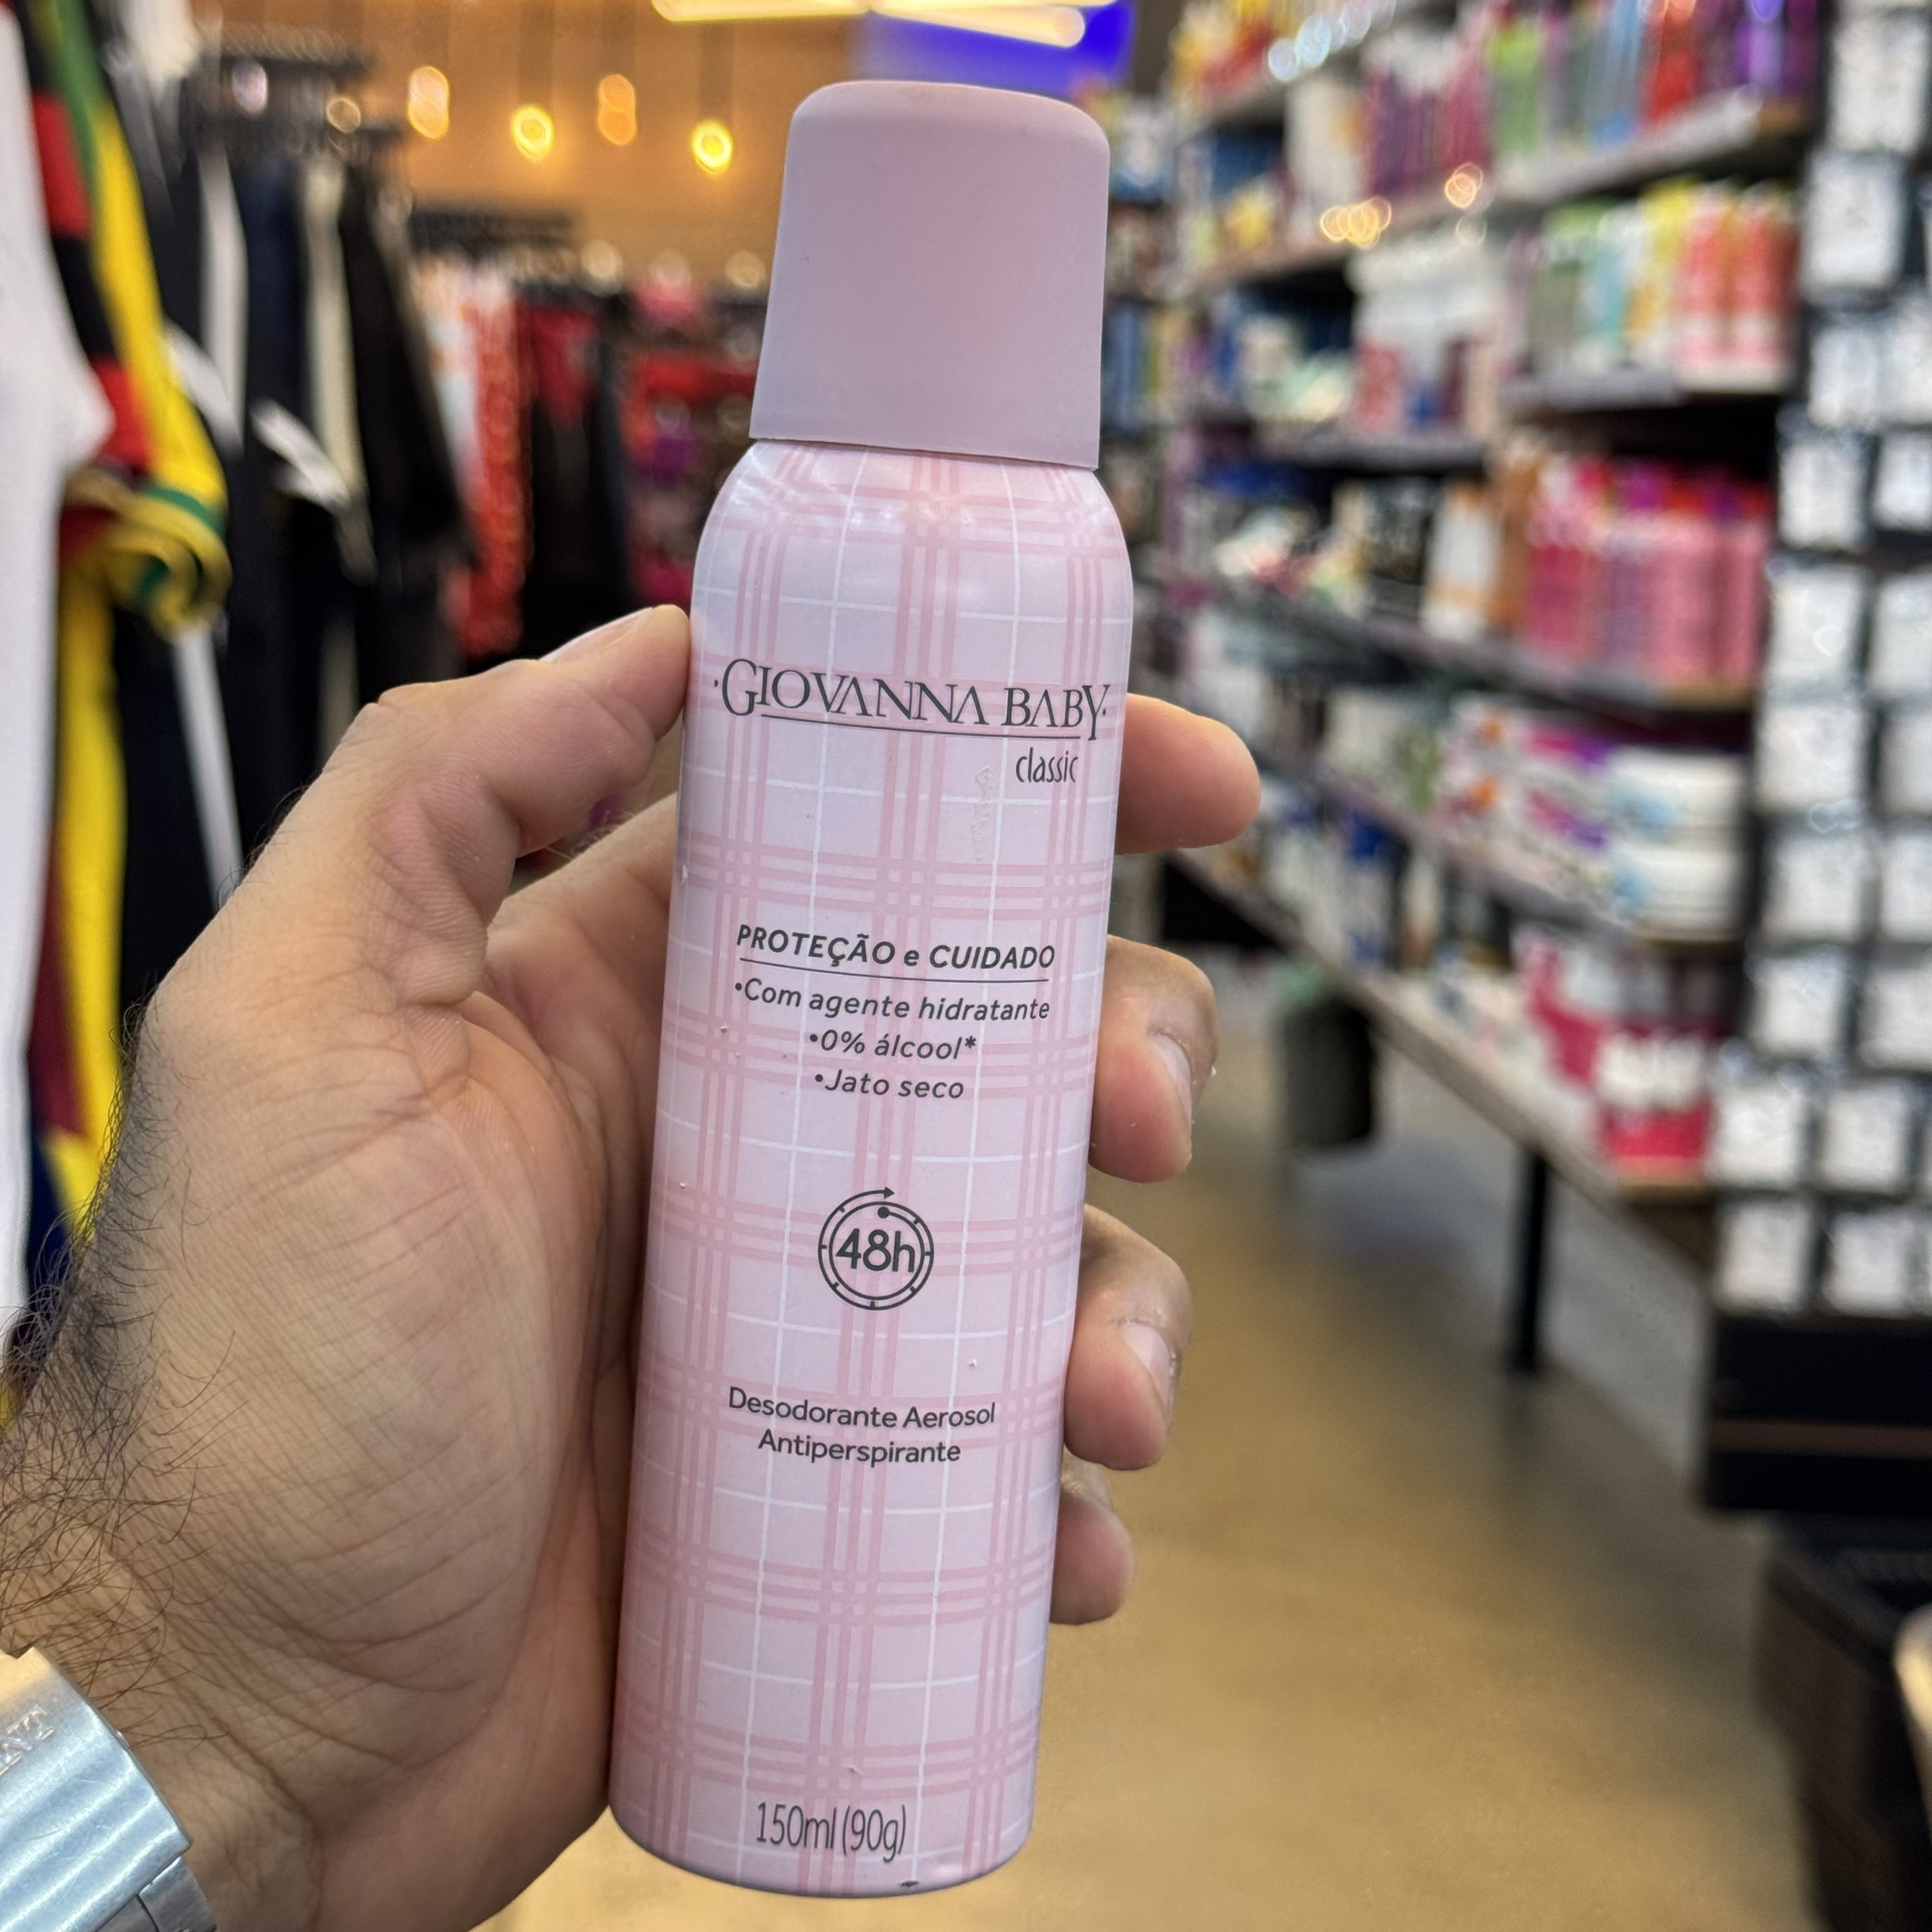 GIOVANNA BABY
classic
PROTEÇÃO e CUIDADO
•Com agente hidratante
•0% álcool*
•Jato seco
48h
Desodorante Aerosol
Antiperspirante
150ml (90g)